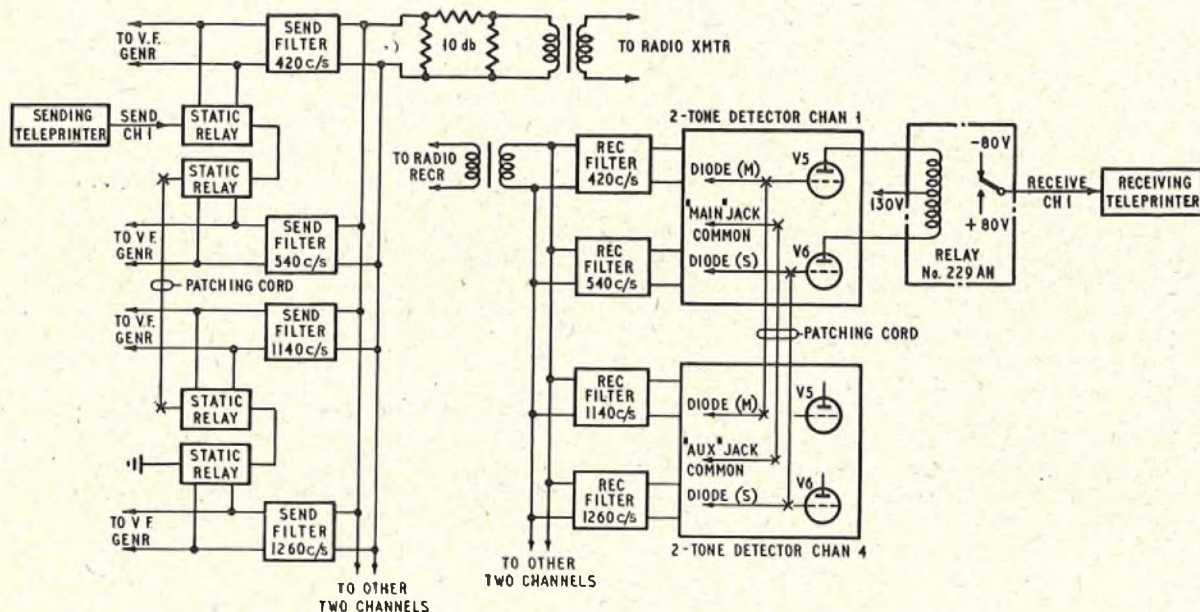 TO V.F.
GENR
SEND
FILTER
420 C/S
10 db
TO RADIO XMTR
SENDING
TELEPRINTER
SEND
CH 1
STATIC
RELAY
STATIC
RELAY
TO V F.
GENR
SEND
FILTER
540 C/S
PATCHING CORD
TO V.F.
GENR
SEND
FILTER
1140 C/S
STATIC
RELAY
STATIC
RELAY
TO V F
GENR
SEND
FILTER
1260 C/S
TO OTHER
TWO CHANNELS
TO RADIO
RECR
REC
FILTER
420 C/S
REC
FILTER
540 C/S
REC
FILTER
1140 C/S
REC
FILTER
1260 C/S
TO OTHER
TWO CHANNELS
2-TONE DETECTOR CHAN 1
DIODE (M)
V5
"MAIN" JACK
COMMON
DIODE (S)
V6
130V
-80V
+80V
RELAY
No. 229 AN
RECEIVE
CH 1
RECEIVING
TELEPRINTER
PATCHING CORD
DIODE (M)
V5
"AUX" JACK
COMMON
DIODE (S)
V6
2-TONE DETECTOR CHAN 4